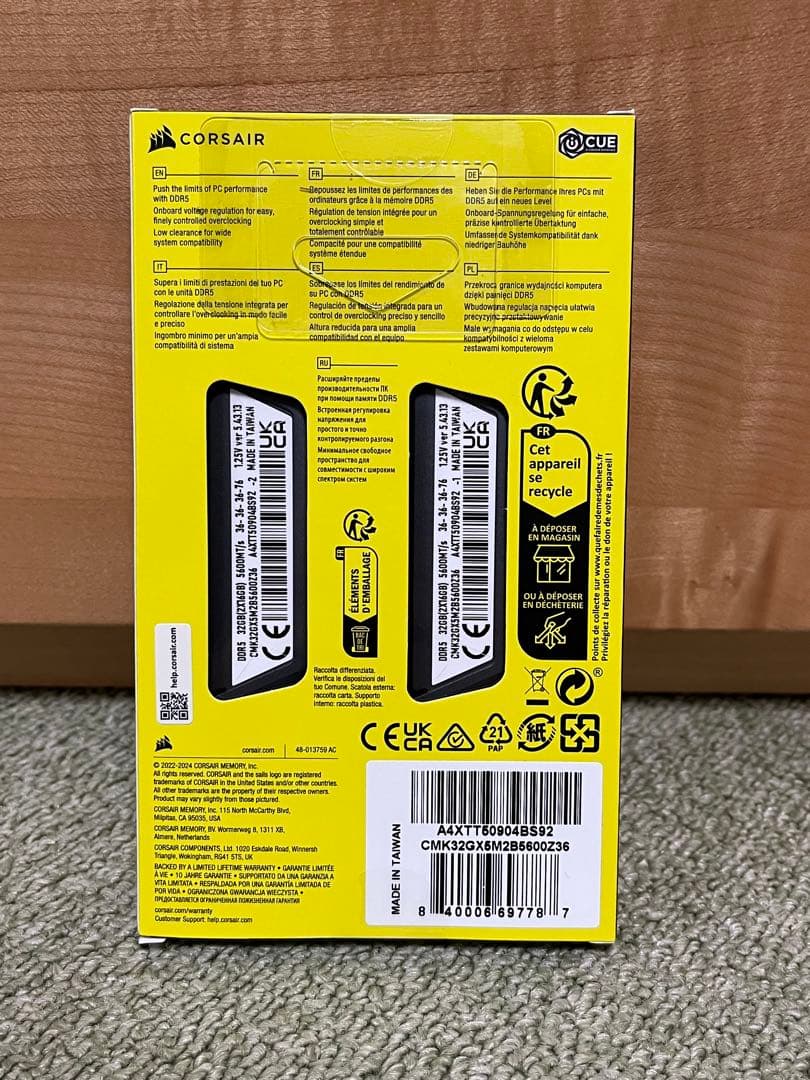 CORSAIR
CUE
EN
Push the limits of PC performance
with DDR5
Onboard voltage regulation for easy,
finely controlled overclocking
Low clearance for wide
system compatibility
FR
Repoussez les limites de performances des
ordinateurs grâce à la mémoire DDR5
Régulation de tension intégrée pour un
overclocking simple et
totalement contrôlable
Compacité pour une compatibilité
système étendue
DE
Heben Sie die Performance Ihres PCs mit
DDR5 auf ein neues Level
Onboard-Spannungsregelung für einfache,
präzise kontrollierte Übertaktung
Umfassende Systemkompatibilität dank
niedriger Bauhöhe
IT
Supera i limiti di prestazioni del tuo PC
con le unità DDR5
Regolazione della tensione integrata per
controllare l'overclocking in modo facile
e preciso
Ingombro minimo per un'ampia
compatibilità di sistema
ES
Sobrepase los límites del rendimiento de
su PC con DDR5
Regulación de tensión integrada para un
control de overclocking preciso y sencillo
Altura reducida para una amplia
compatibilidad con el equipo
PL
Przekrocz granice wydajności komputera
dzięki pamięci DDR5
Wbudowana regulacja napięcia ułatwia
precyzyjne przetaktowywanie
Małe wymagania co do odstępu w celu
kompatybilności z wieloma
zestawami komputerowym
RU
Расширяйте пределы
производительности ПК
при помощи памяти DDR5
Встроенная регулировка
напряжения для
простого и точно
контролируемого разгона
Минимальное свободное
пространство для
совместимости с широким
спектром систем
DDR5 32GB(2X16GB) 5600MT/s 36-36-36-76 1.25V ver 5.43.13
CMK32GX5M2B5600Z36 A4XTT50904BS92 -2 MADE IN TAIWAN
CE
UK
CA
DDR5 32GB(2X16GB) 5600MT/s 36-36-36-76 1.25V ver 5.43.13
CMK32GX5M2B5600Z36 A4XTT50904BS92 -1 MADE IN TAIWAN
CE
UK
CA
FR
ÉLÉMENTS
D'EMBALLAGE
BAC
DE
TRI
FR
Cet
appareil
se
recycle
À DÉPOSER
EN MAGASIN
OU À DÉPOSER
EN DÉCHÈTERIE
Points de collecte sur www.quefairedemesdechets.fr
Privilégiez la réparation ou le don de votre appareil !
help.corsair.com
Raccolta differenziata.
Verifica le disposizioni del
tuo Comune. Scatola esterna:
raccolta carta. Supporto
interno: raccolta plastica.
®
CE
UK
CA
21
PAP
紙
corsair.com
48-013759 AC
© 2022-2024 CORSAIR MEMORY, Inc.
All rights reserved. CORSAIR and the sails logo are registered
trademarks of CORSAIR in the United States and/or other countries.
All other trademarks are the property of their respective owners.
Product may vary slightly from those pictured.
CORSAIR MEMORY, Inc. 115 North McCarthy Blvd,
Milpitas, CA 95035, USA
CORSAIR MEMORY, BV. Wormerweg 8, 1311 XB,
Almere, Netherlands
CORSAIR COMPONENTS, Ltd. 1020 Eskdale Road, Winnersh
Triangle, Wokingham, RG41 5TS, UK
BACKED BY A LIMITED LIFETIME WARRANTY • GARANTIE LIMITÉE
À VIE • 10 JAHRE GARANTIE • SUPPORTATO DA UNA GARANZIA A
VITA LIMITATA • RESPALDADA POR UNA GARANTÍA LIMITADA DE
POR VIDA • OGRANICZONA GWARANCJA WIECZYSTA •
ПРЕДОСТАВЛЯЕТСЯ ОГРАНИЧЕННАЯ ПОЖИЗНЕННАЯ ГАРАНТИЯ
corsair.com/warranty
Customer Support: help.corsair.com
MADE IN TAIWAN
A4XTT50904BS92
CMK32GX5M2B5600Z36
8 40006 69778 7